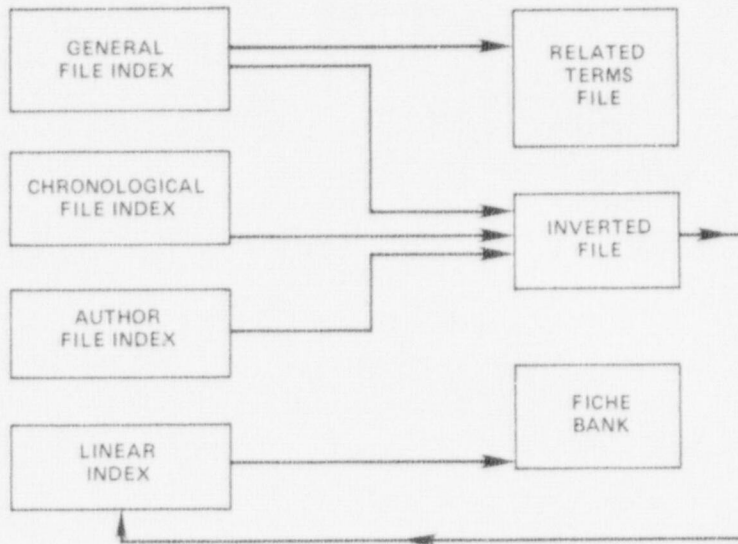 GENERAL
FILE INDEX
RELATED
TERMS
FILE
CHRONOLOGICAL
FILE INDEX
INVERTED
FILE
AUTHOR
FILE INDEX
FICHE
BANK
LINEAR
INDEX